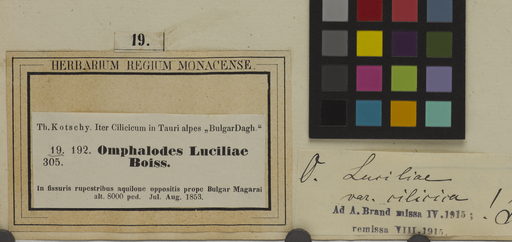 19.
HERBARIUM REGIUM MONACENSE
Th. Kotschy. Iter Cilicicum in Tauri alpes „BulgarDagh.“
19. 192. Omphalodes Luciliae
305. Boiss.
In fissuris rupestribus aquilone oppositis prope Bulgar Magarai
alt. 8000 ped. Jul. Aug. 1853.
O. Luciliae
var. cilicica !
Ad A. Brand missa IV.1915;
remissa VIII.1915.